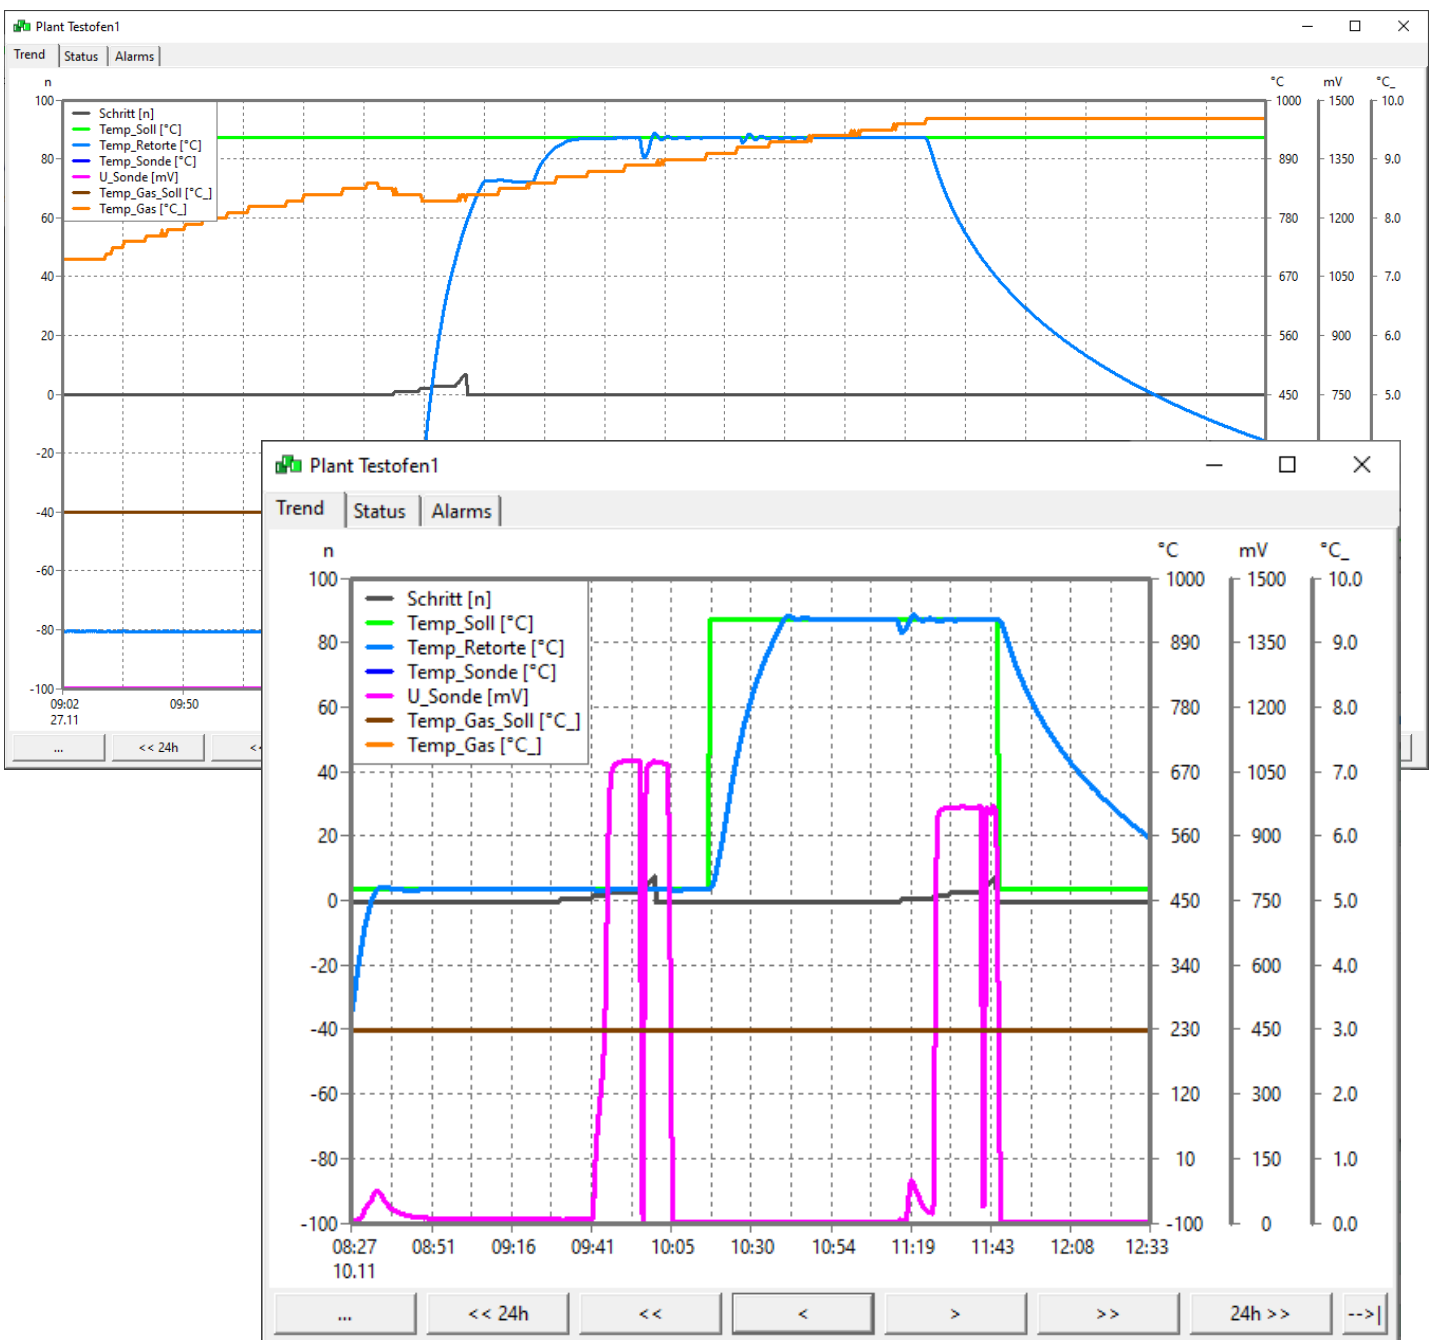 Plant Testofen1
Trend Status Alarms
n °C mV °C_
100 1000 1500 10.0
Schritt [n]
Temp_Soll [°C]
Temp_Retorte [°C]
Temp_Sonde [°C]
U_Sonde [mV]
Temp_Gas_Soll [°C_]
Temp_Gas [°C_]
80 890 1350 9.0
60 780 1200 8.0
40 670 1050 7.0
20 560 900 6.0
0 450 750 5.0
-20
-40
-60
-80
-100
09:02 09:50
27.11
... << 24h <<
Plant Testofen1
Trend Status Alarms
n °C mV °C_
100 1000 1500 10.0
Schritt [n]
Temp_Soll [°C]
Temp_Retorte [°C]
Temp_Sonde [°C]
U_Sonde [mV]
Temp_Gas_Soll [°C_]
Temp_Gas [°C_]
80 890 1350 9.0
60 780 1200 8.0
40 670 1050 7.0
20 560 900 6.0
0 450 750 5.0
-20 340 600 4.0
-40 230 450 3.0
-60 120 300 2.0
-80 10 150 1.0
-100 -100 0 0.0
08:27 08:51 09:16 09:41 10:05 10:30 10:54 11:19 11:43 12:08 12:33
10.11
... << 24h << < > >> 24h >> -->|